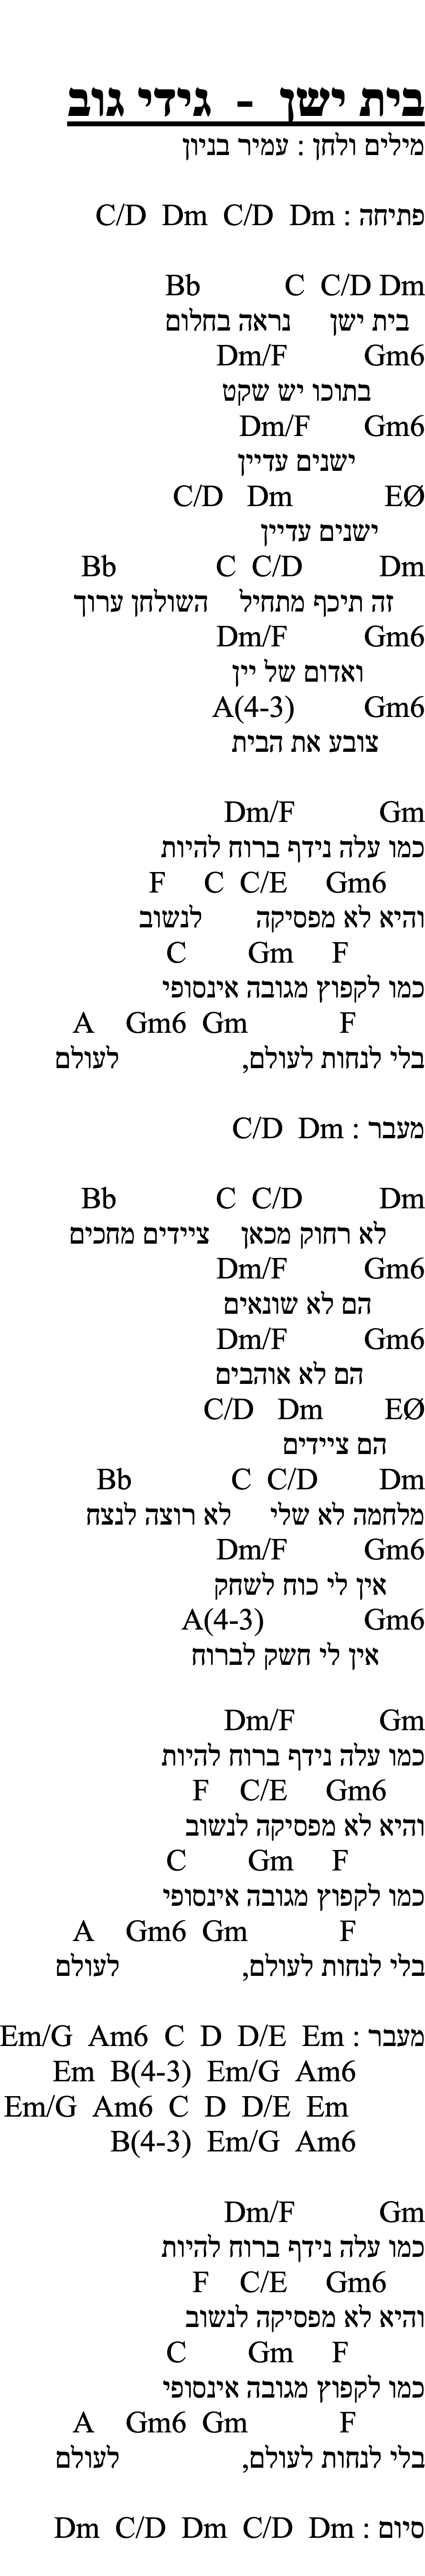 בית ישן - גידי גוב
מילים ולחן : עמיר בניון
פתיחה : C/D  Dm  C/D  Dm
Bb           C  C/D Dm
בית ישן     נראה בחלום
Dm/F          Gm6
בתוכו יש שקט
Dm/F       Gm6
ישנים עדיין
C/D   Dm            EØ
ישנים עדיין
Bb             C  C/D          Dm
זה תיכף מתחיל    השולחן ערוך
Dm/F          Gm6
ואדום של יין
A(4-3)         Gm6
צובע את הבית
Dm/F           Gm
כמו עלה נידף ברוח להיות
F     C  C/E     Gm6
והיא לא מפסיקה       לנשוב
C        Gm     F
כמו לקפוץ מגובה אינסופי
A    Gm6  Gm            F
בלי לנחות לעולם,                לעולם
מעבר : C/D  Dm
Bb             C  C/D          Dm
לא רחוק מכאן    ציידים מחכים
Dm/F          Gm6
הם לא שונאים
Dm/F          Gm6
הם לא אוהבים
C/D   Dm        EØ
הם ציידים
Bb             C  C/D        Dm
מלחמה לא שלי     לא רוצה לנצח
Dm/F          Gm6
אין לי כוח לשחק
A(4-3)             Gm6
אין לי חשק לברוח
Dm/F           Gm
כמו עלה נידף ברוח להיות
F    C/E     Gm6
והיא לא מפסיקה לנשוב
C        Gm     F
כמו לקפוץ מגובה אינסופי
A    Gm6  Gm            F
בלי לנחות לעולם,                לעולם
מעבר : Em/G  Am6  C  D  D/E  Em
Em  B(4-3)  Em/G  Am6
Em/G  Am6  C  D  D/E  Em
B(4-3)  Em/G  Am6
Dm/F           Gm
כמו עלה נידף ברוח להיות
F    C/E     Gm6
והיא לא מפסיקה לנשוב
C        Gm     F
כמו לקפוץ מגובה אינסופי
A    Gm6  Gm            F
בלי לנחות לעולם,                לעולם
סיום : Dm  C/D  Dm  C/D  Dm